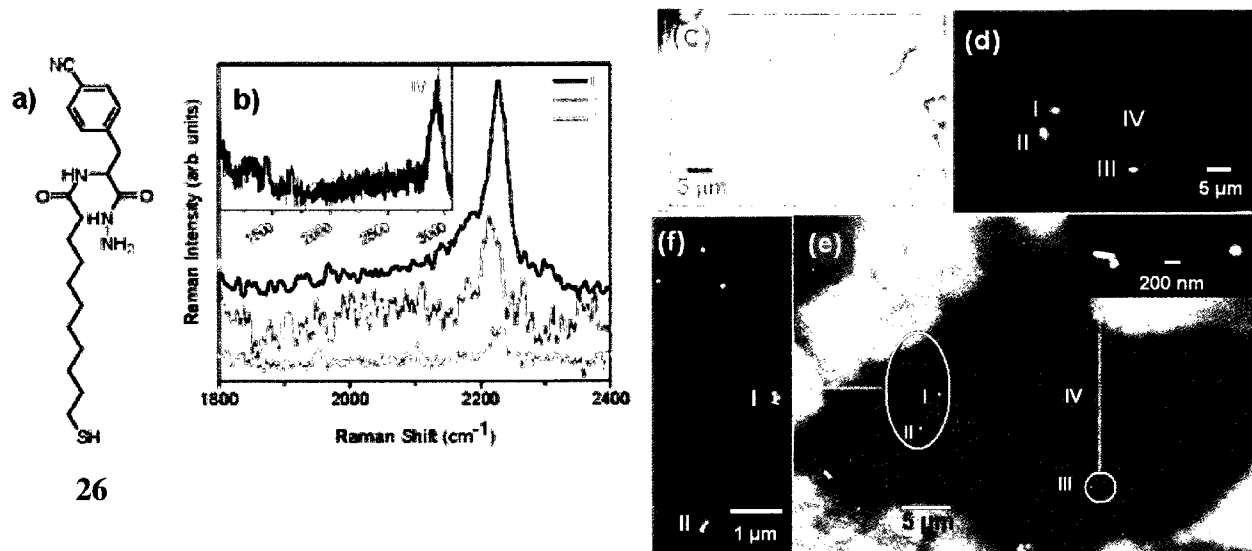 a)
NC
HN
O
O
HN
NH₂
SH
26
b)
IV
Raman Intensity (arb. units)
2000
2500
3000
1800
2000
2200
2400
Raman Shift (cm⁻¹)
(c)
5 µm
(d)
I
II
III
IV
5 µm
(f)
I
II
1 µm
(e)
I
II
III
IV
5 µm
200 nm